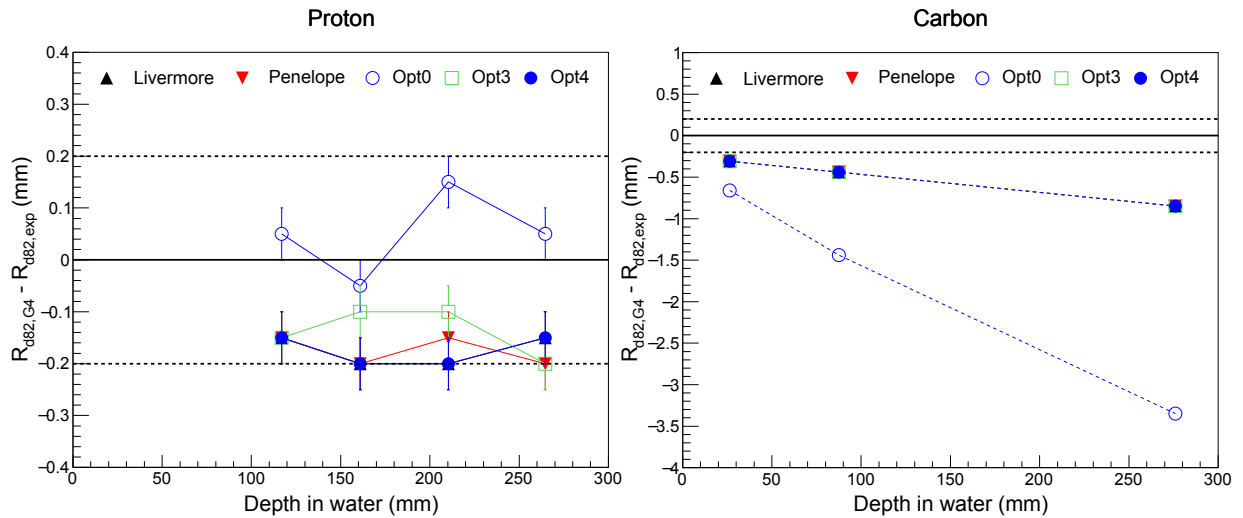 Proton
Livermore Penelope Opt0 Opt3 Opt4
0.4
0.3
0.2
0.1
0
–0.1
–0.2
–0.3
–0.4
R_d82,G4 - R_d82,exp (mm)
0 50 100 150 200 250 300
Depth in water (mm)
Carbon
Livermore Penelope Opt0 Opt3 Opt4
1
0.5
0
–0.5
–1
–1.5
–2
–2.5
–3
–3.5
–4
R_d82,G4 - R_d82,exp (mm)
0 50 100 150 200 250 300
Depth in water (mm)